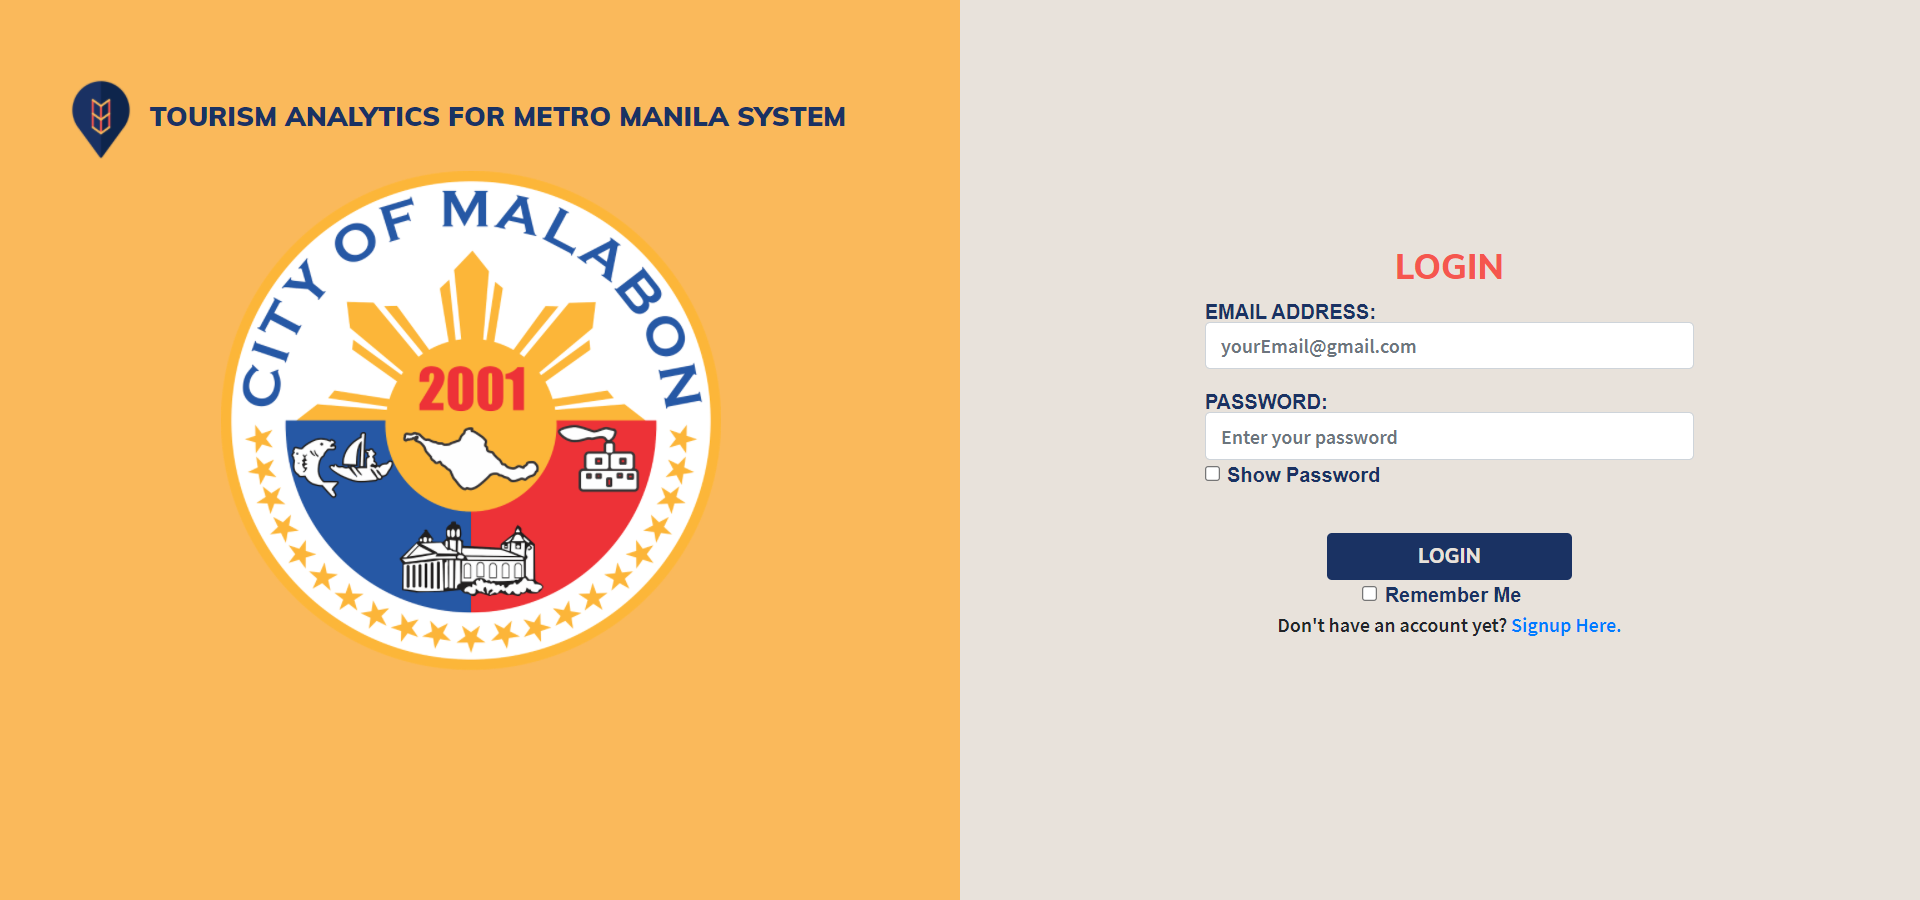 TOURISM ANALYTICS FOR METRO MANILA SYSTEM
CITY OF MALABON
2001
LOGIN
EMAIL ADDRESS:
yourEmail@gmail.com
PASSWORD:
Enter your password
Show Password
LOGIN
Remember Me
Don't have an account yet? Signup Here.